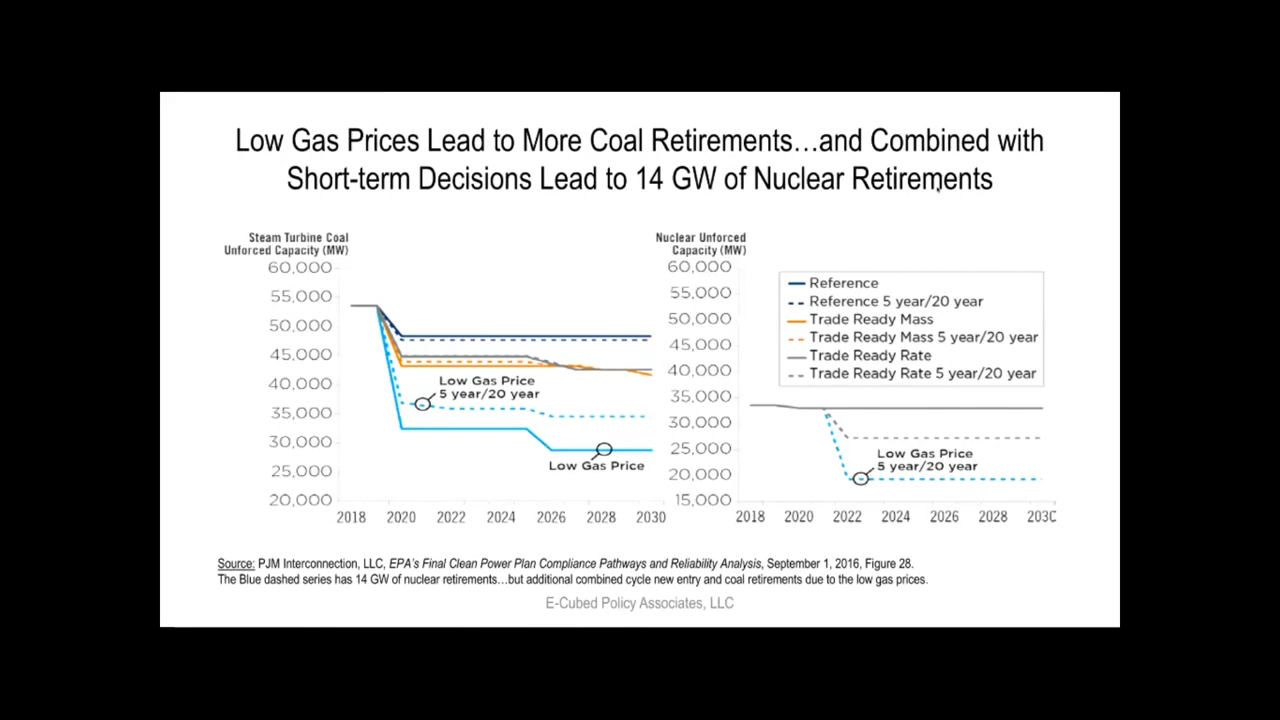 Low Gas Prices Lead to More Coal Retirements…and Combined with
Short-term Decisions Lead to 14 GW of Nuclear Retirements
Steam Turbine Coal
Unforced Capacity (MW)
60,000
55,000
50,000
45,000
40,000
35,000
30,000
25,000
20,000
Low Gas Price
5 year/20 year
Low Gas Price
2018 2020 2022 2024 2026 2028 2030
Nuclear Unforced
Capacity (MW)
60,000
55,000
50,000
45,000
40,000
35,000
30,000
25,000
20,000
15,000
Reference
Reference 5 year/20 year
Trade Ready Mass
Trade Ready Mass 5 year/20 year
Trade Ready Rate
Trade Ready Rate 5 year/20 year
Low Gas Price
5 year/20 year
2018 2020 2022 2024 2026 2028 2030
Source: PJM Interconnection, LLC, EPA's Final Clean Power Plan Compliance Pathways and Reliability Analysis, September 1, 2016, Figure 28.
The Blue dashed series has 14 GW of nuclear retirements…but additional combined cycle new entry and coal retirements due to the low gas prices.
E-Cubed Policy Associates, LLC